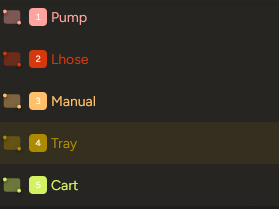 1 Pump
2 Lhose
3 Manual
4 Tray
5 Cart